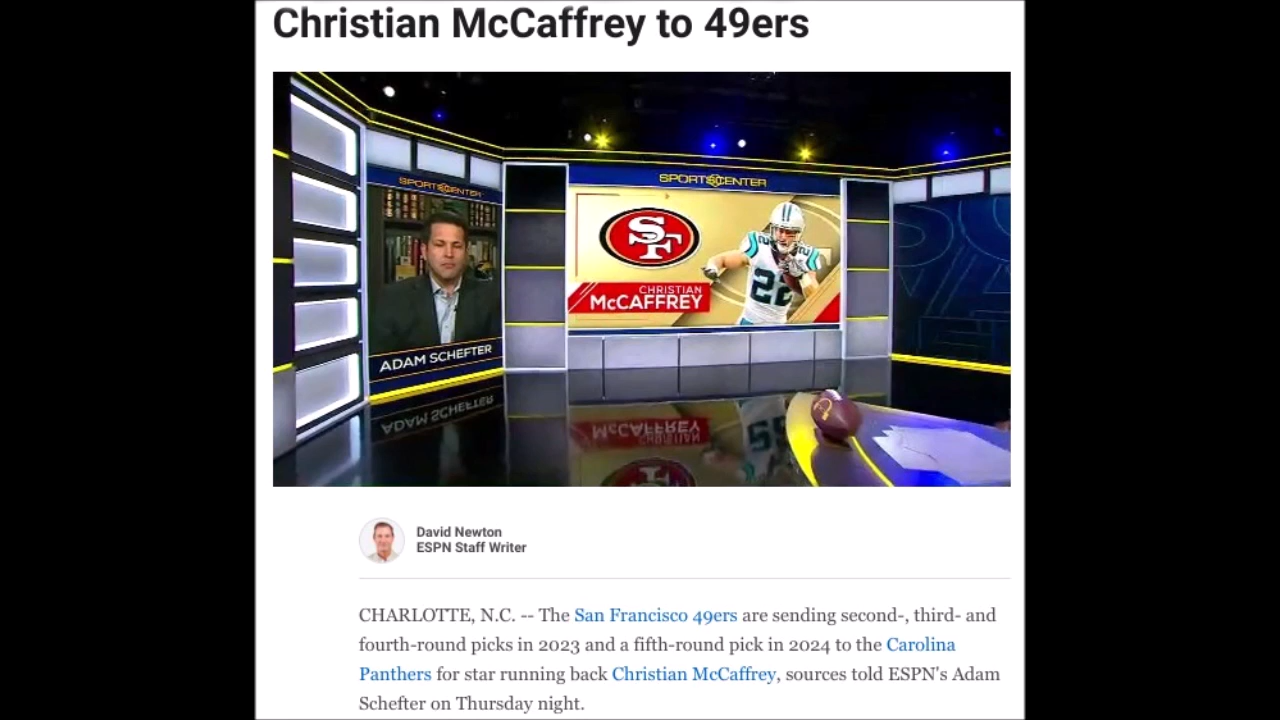 Christian McCaffrey to 49ers
SPORTSCENTER
SPORTSCENTER
SF
CHRISTIAN
McCAFFREY
22
ADAM SCHEFTER
David Newton
ESPN Staff Writer
CHARLOTTE, N.C. -- The San Francisco 49ers are sending second-, third- and
fourth-round picks in 2023 and a fifth-round pick in 2024 to the Carolina
Panthers for star running back Christian McCaffrey, sources told ESPN's Adam
Schefter on Thursday night.